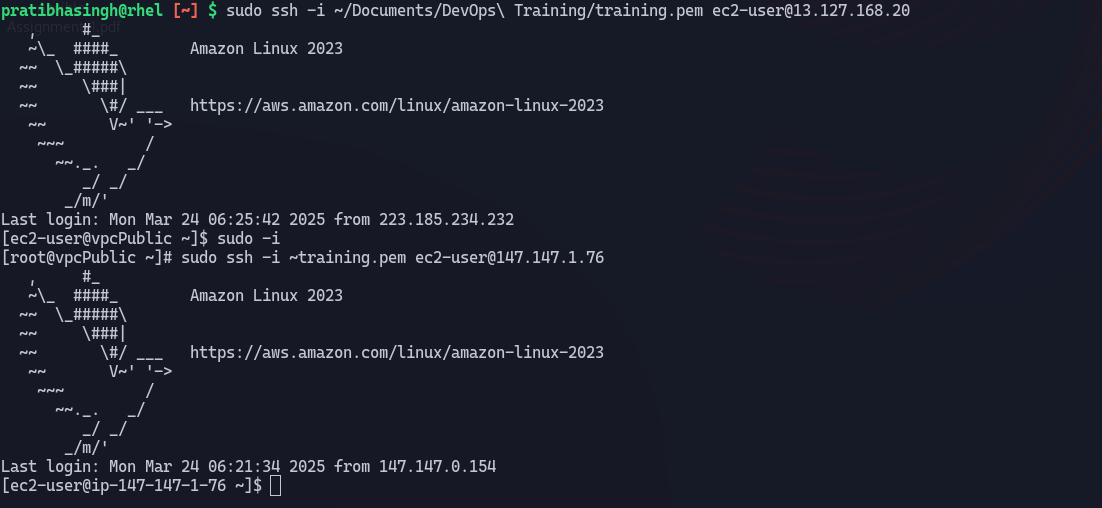 pratibhasingh@rhel [~] $ sudo ssh -i ~/Documents/DevOps\ Training/training.pem ec2-user@13.127.168.20
Assignment .pdf
   ,     #_
   ~\_  ####_        Amazon Linux 2023
  ~~  \_#####\
  ~~     \###|
  ~~       \#/ ___   https://aws.amazon.com/linux/amazon-linux-2023
   ~~       V~' '->
    ~~~         /
      ~~._.   _/
         _/ _/
       _/m/'
Last login: Mon Mar 24 06:25:42 2025 from 223.185.234.232
[ec2-user@vpcPublic ~]$ sudo -i
[root@vpcPublic ~]# sudo ssh -i ~training.pem ec2-user@147.147.1.76
   ,     #_
   ~\_  ####_        Amazon Linux 2023
  ~~  \_#####\
  ~~     \###|
  ~~       \#/ ___   https://aws.amazon.com/linux/amazon-linux-2023
   ~~       V~' '->
    ~~~         /
      ~~._.   _/
         _/ _/
       _/m/'
Last login: Mon Mar 24 06:21:34 2025 from 147.147.0.154
[ec2-user@ip-147-147-1-76 ~]$